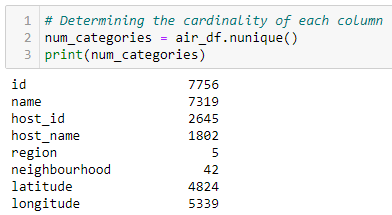 1 # Determining the cardinality of each column
2 num_categories = air_df.nunique()
3 print(num_categories)
id 7756
name 7319
host_id 2645
host_name 1802
region 5
neighbourhood 42
latitude 4824
longitude 5339